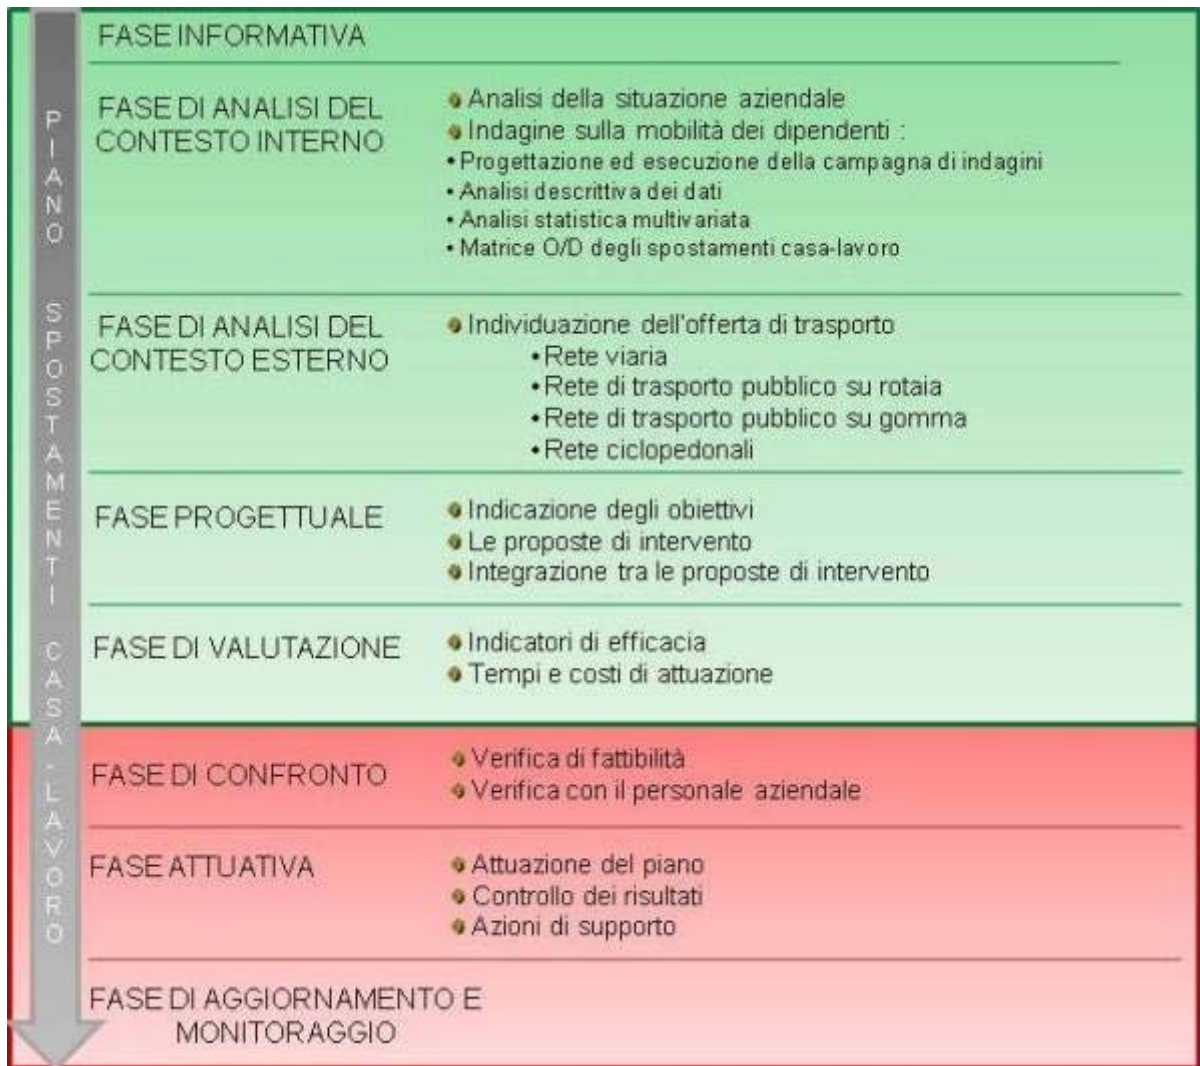 PIANO SPOSTAMENTI CASA-LAVORO
FASE INFORMATIVA
FASE DI ANALISI DEL
CONTESTO INTERNO
Analisi della situazione aziendale
Indagine sulla mobilità dei dipendenti :
• Progettazione ed esecuzione della campagna di indagini
• Analisi descrittiva dei dati
• Analisi statistica multivariata
• Matrice O/D degli spostamenti casa-lavoro
FASE DI ANALISI DEL
CONTESTO ESTERNO
Individuazione dell'offerta di trasporto
• Rete viaria
• Rete di trasporto pubblico su rotaia
• Rete di trasporto pubblico su gomma
• Rete ciclopedonali
FASE PROGETTUALE
Indicazione degli obiettivi
Le proposte di intervento
Integrazione tra le proposte di intervento
FASE DI VALUTAZIONE
Indicatori di efficacia
Tempi e costi di attuazione
FASE DI CONFRONTO
Verifica di fattibilità
Verifica con il personale aziendale
FASE ATTUATIVA
Attuazione del piano
Controllo dei risultati
Azioni di supporto
FASE DI AGGIORNAMENTO E
MONITORAGGIO